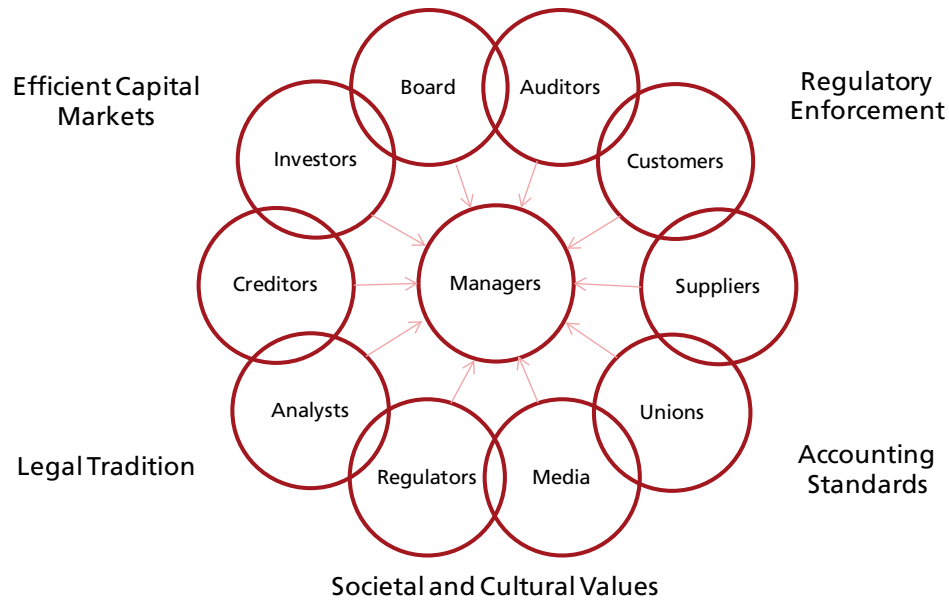 Board
Auditors
Efficient Capital
Markets
Regulatory
Enforcement
Investors
Customers
Creditors
Managers
Suppliers
Analysts
Unions
Legal Tradition
Regulators
Media
Accounting
Standards
Societal and Cultural Values